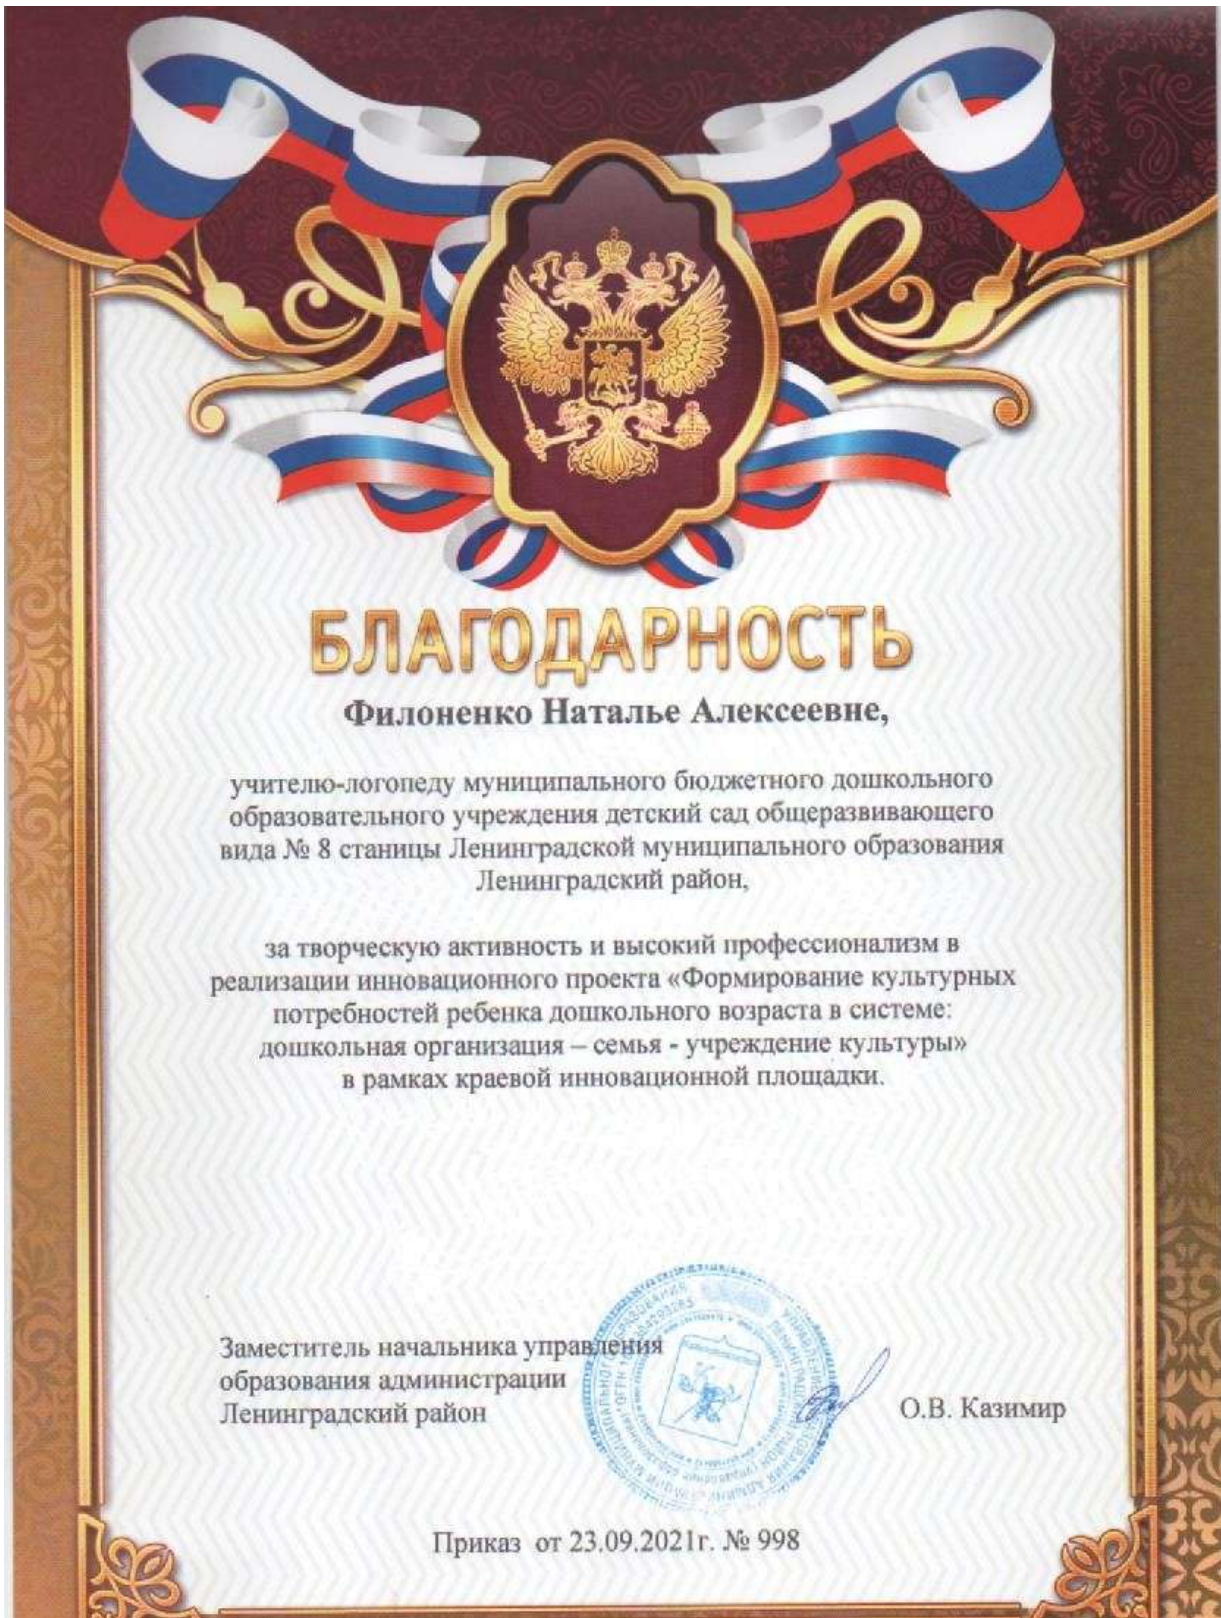 БЛАГОДАРНОСТЬ
Филоненко Наталье Алексеевне,
учителю-логопеду муниципального бюджетного дошкольного
образовательного учреждения детский сад общеразвивающего
вида № 8 станицы Ленинградской муниципального образования
Ленинградский район,
за творческую активность и высокий профессионализм в
реализации инновационного проекта «Формирование культурных
потребностей ребенка дошкольного возраста в системе:
дошкольная организация – семья - учреждение культуры»
в рамках краевой инновационной площадки.
Заместитель начальника управления
образования администрации
Ленинградский район
О.В. Казимир
Приказ от 23.09.2021г. № 998